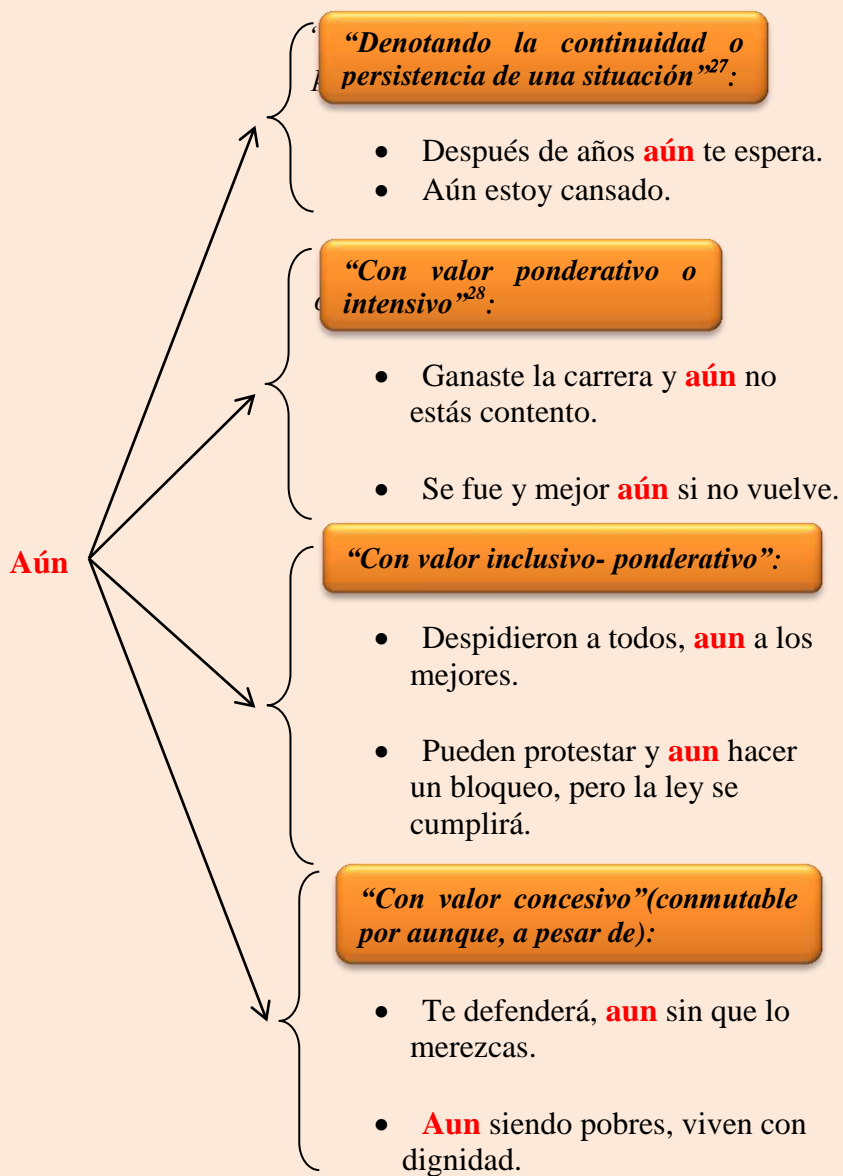 “Denotando la continuidad o
persistencia de una situación”27:
• Después de años aún te espera.
• Aún estoy cansado.
“Con valor ponderativo o
intensivo”28:
• Ganaste la carrera y aún no
estás contento.
• Se fue y mejor aún si no vuelve.
Aún
“Con valor inclusivo- ponderativo”:
• Despidieron a todos, aun a los
mejores.
• Pueden protestar y aun hacer
un bloqueo, pero la ley se
cumplirá.
“Con valor concesivo”(conmutable
por aunque, a pesar de):
• Te defenderá, aun sin que lo
merezcas.
• Aun siendo pobres, viven con
dignidad.